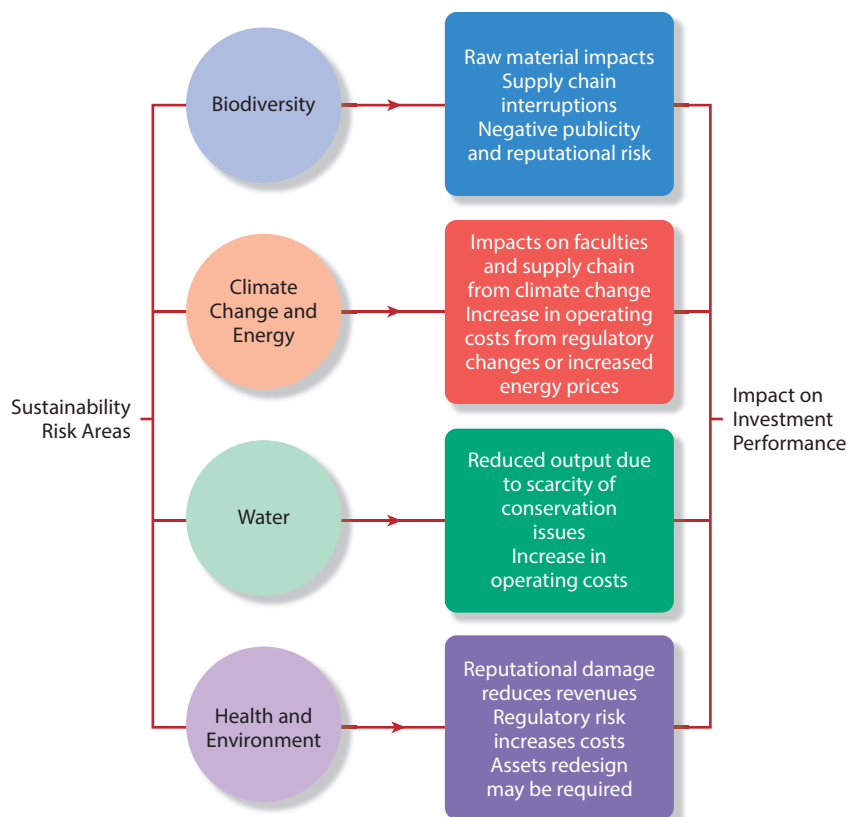 Sustainability
Risk Areas
Biodiversity
Raw material impacts
Supply chain
interruptions
Negative publicity
and reputational risk
Climate
Change and
Energy
Impacts on faculties
and supply chain
from climate change
Increase in operating
costs from regulatory
changes or increased
energy prices
Water
Reduced output due
to scarcity of
conservation
issues
Increase in
operating costs
Health and
Environment
Reputational damage
reduces revenues
Regulatory risk
increases costs
Assets redesign
may be required
Impact on
Investment
Performance